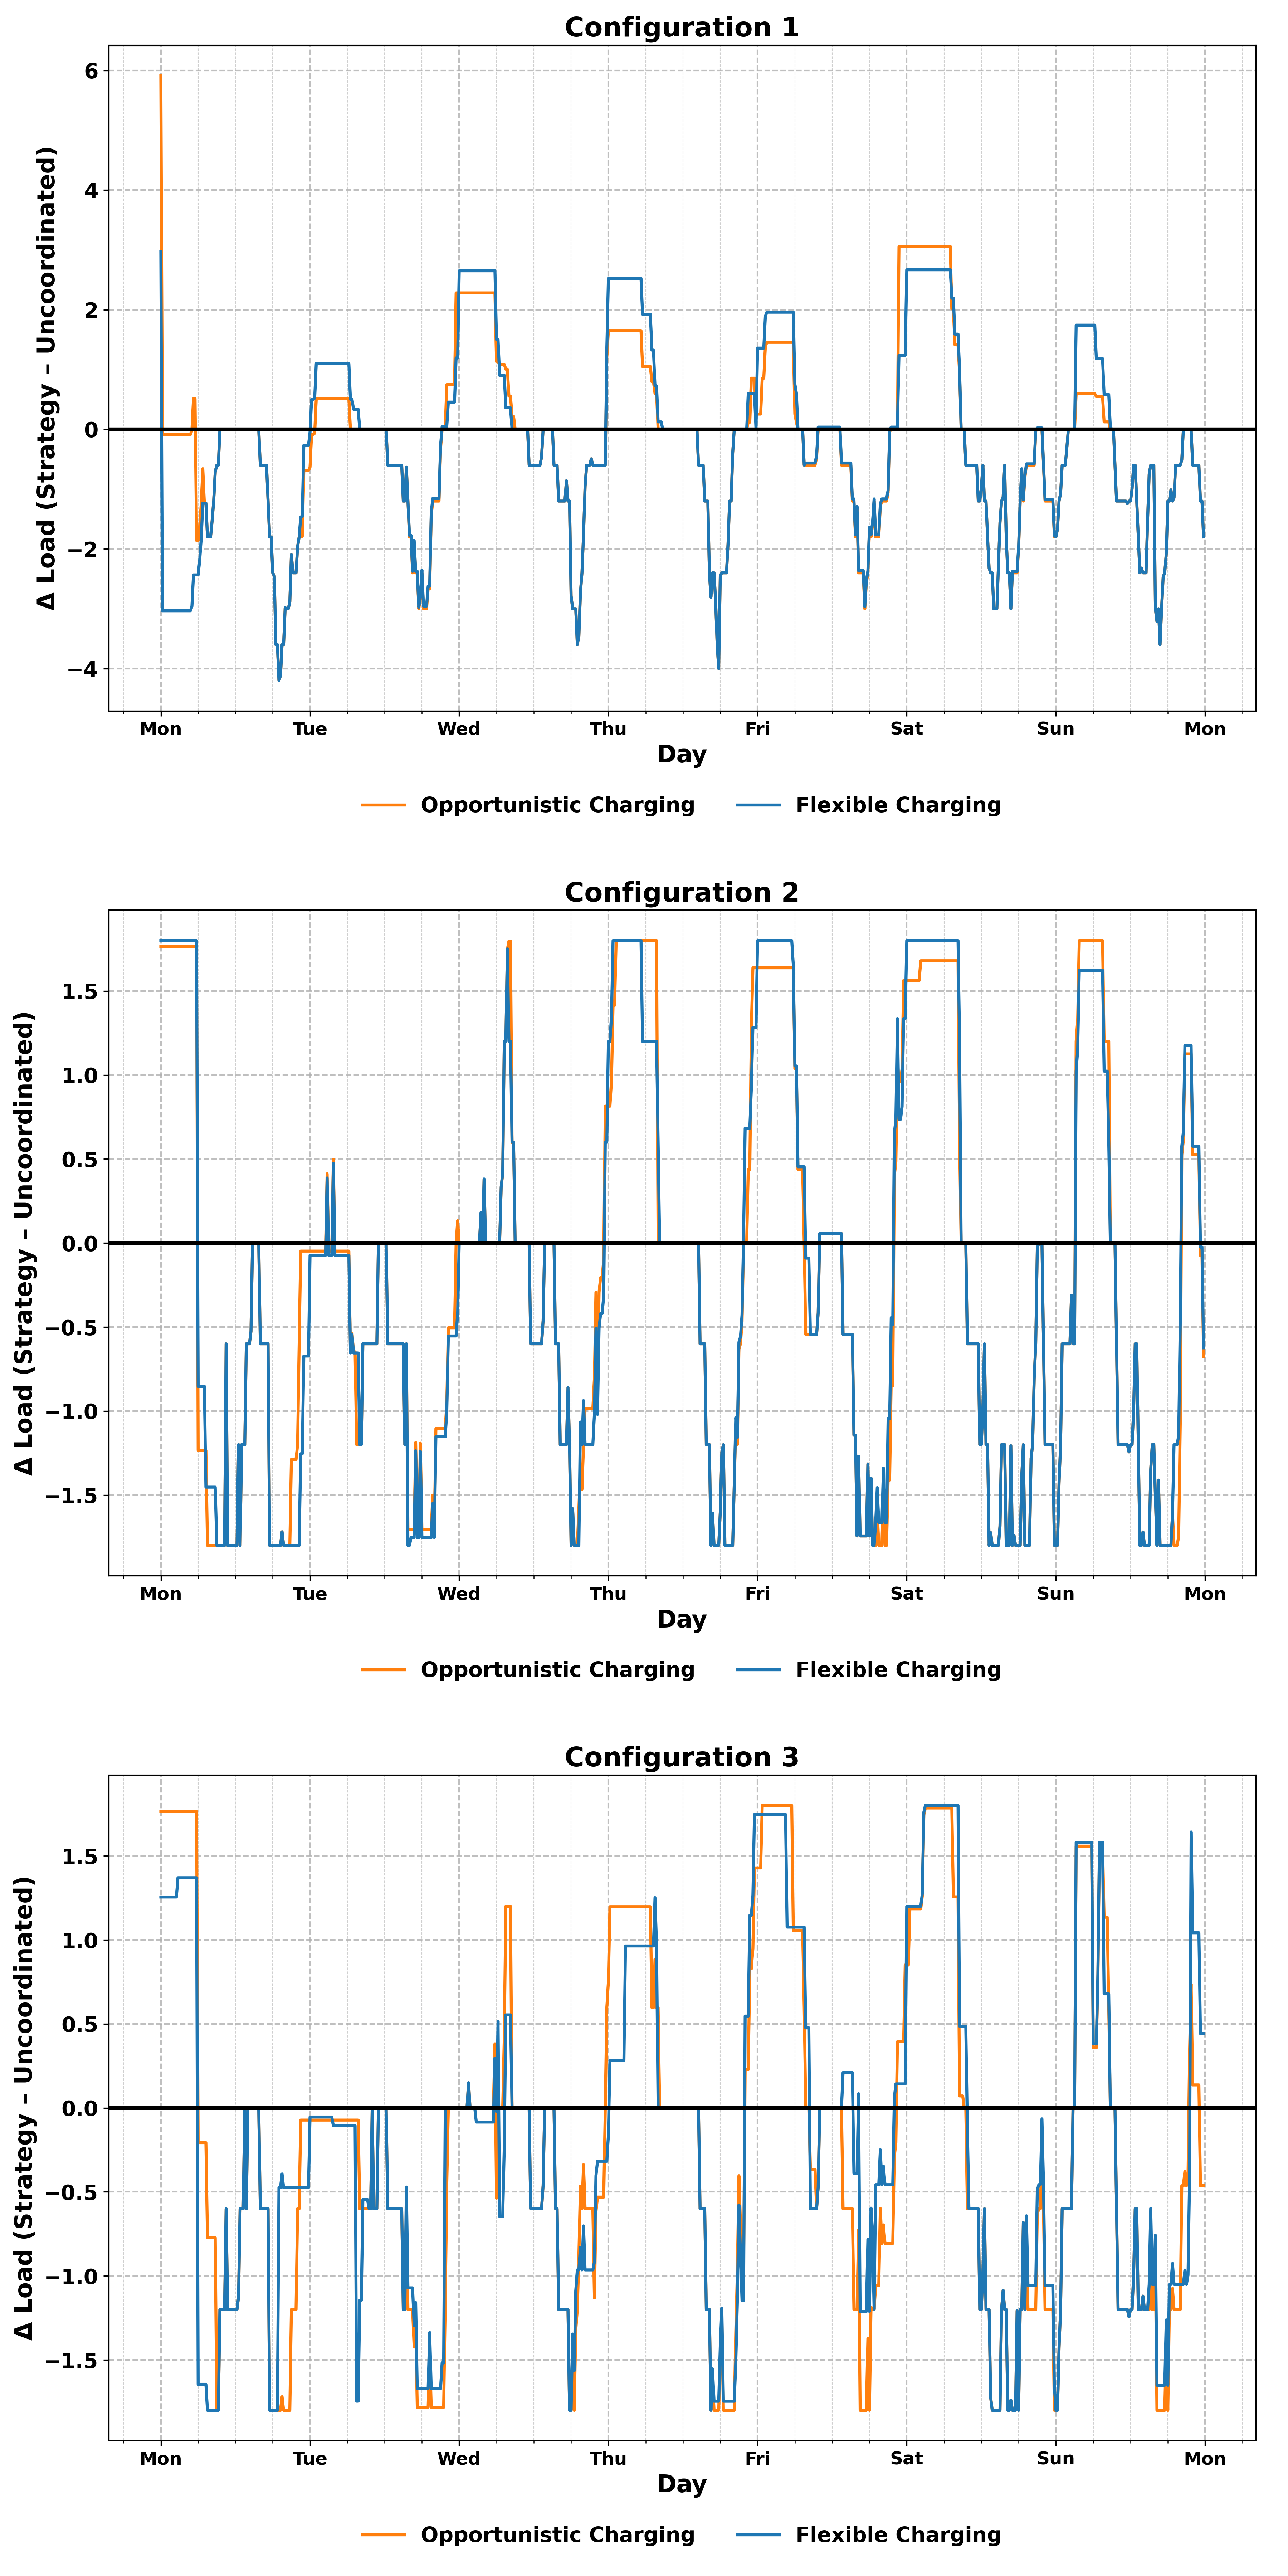 Configuration 1
Δ Load (Strategy – Uncoordinated)
6
4
2
0
−2
−4
Mon Tue Wed Thu Fri Sat Sun Mon
Day
Opportunistic Charging Flexible Charging
Configuration 2
Δ Load (Strategy – Uncoordinated)
1.5
1.0
0.5
0.0
−0.5
−1.0
−1.5
Mon Tue Wed Thu Fri Sat Sun Mon
Day
Opportunistic Charging Flexible Charging
Configuration 3
Δ Load (Strategy – Uncoordinated)
1.5
1.0
0.5
0.0
−0.5
−1.0
−1.5
Mon Tue Wed Thu Fri Sat Sun Mon
Day
Opportunistic Charging Flexible Charging